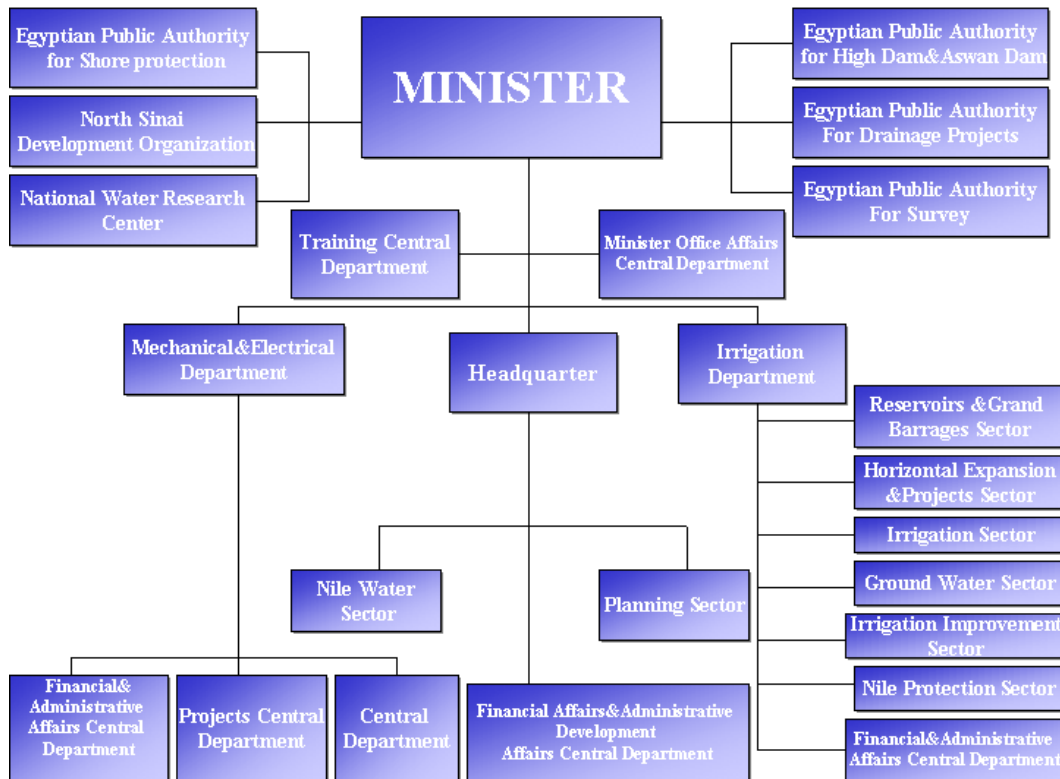 Egyptian Public Authority
for Shore protection
North Sinai
Development Organization
National Water Research
Center
MINISTER
Egyptian Public Authority
for High Dam&Aswan Dam
Egyptian Public Authority
For Drainage Projects
Egyptian Public Authority
For Survey
Training Central
Department
Minister Office Affairs
Central Department
Mechanical&Electrical
Department
Headquarter
Irrigation
Department
Reservoirs &Grand
Barrages Sector
Horizontal Expansion
&Projects Sector
Irrigation Sector
Ground Water Sector
Irrigation Improvement
Sector
Nile Protection Sector
Financial&Administrative
Affairs Central Department
Nile Water
Sector
Planning Sector
Financial&
Administrative
Affairs Central
Department
Projects Central
Department
Central
Department
Financial Affairs&Administrative
Development
Affairs Central Department